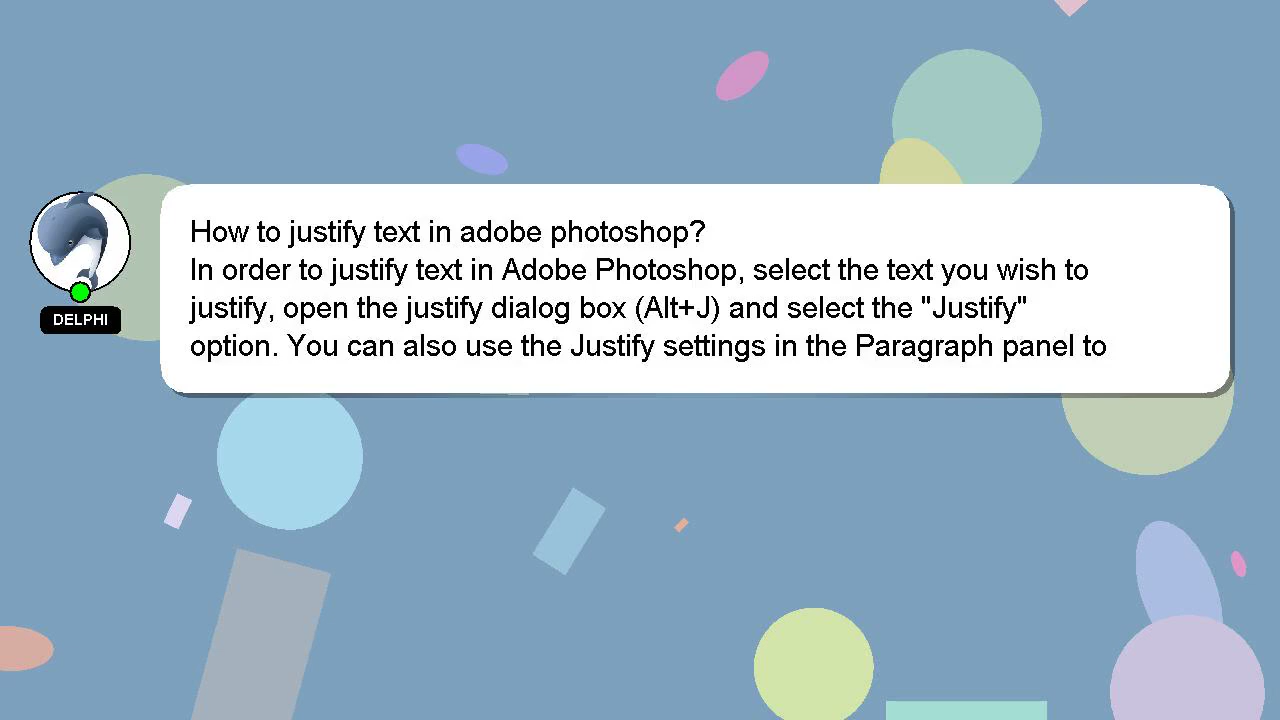 How to justify text in adobe photoshop?
In order to justify text in Adobe Photoshop, select the text you wish to
justify, open the justify dialog box (Alt+J) and select the "Justify"
option. You can also use the Justify settings in the Paragraph panel to
DELPHI